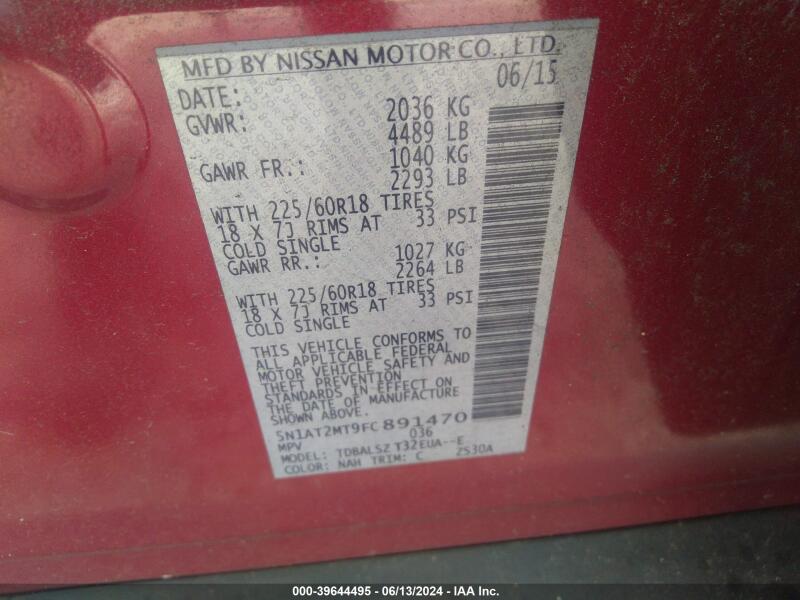 MFD BY NISSAN MOTOR CO., LTD.
DATE: 06/15
GVWR: 2036 KG
4489 LB
GAWR FR.: 1040 KG
2293 LB
WITH 225/60R18 TIRES
18 X 7J RIMS AT 33 PSI
COLD SINGLE
GAWR RR.: 1027 KG
2264 LB
WITH 225/60R18 TIRES
18 X 7J RIMS AT 33 PSI
COLD SINGLE
THIS VEHICLE CONFORMS TO
ALL APPLICABLE FEDERAL
MOTOR VEHICLE SAFETY AND
THEFT PREVENTION
STANDARDS IN EFFECT ON
THE DATE OF MANUFACTURE
SHOWN ABOVE.
5N1AT2MT9FC891470
MPV 036
MODEL: TDBALSZ T32EUA--E ZS30A
COLOR: NAH TRIM: C
000-39644495 - 06/13/2024 - IAA Inc.